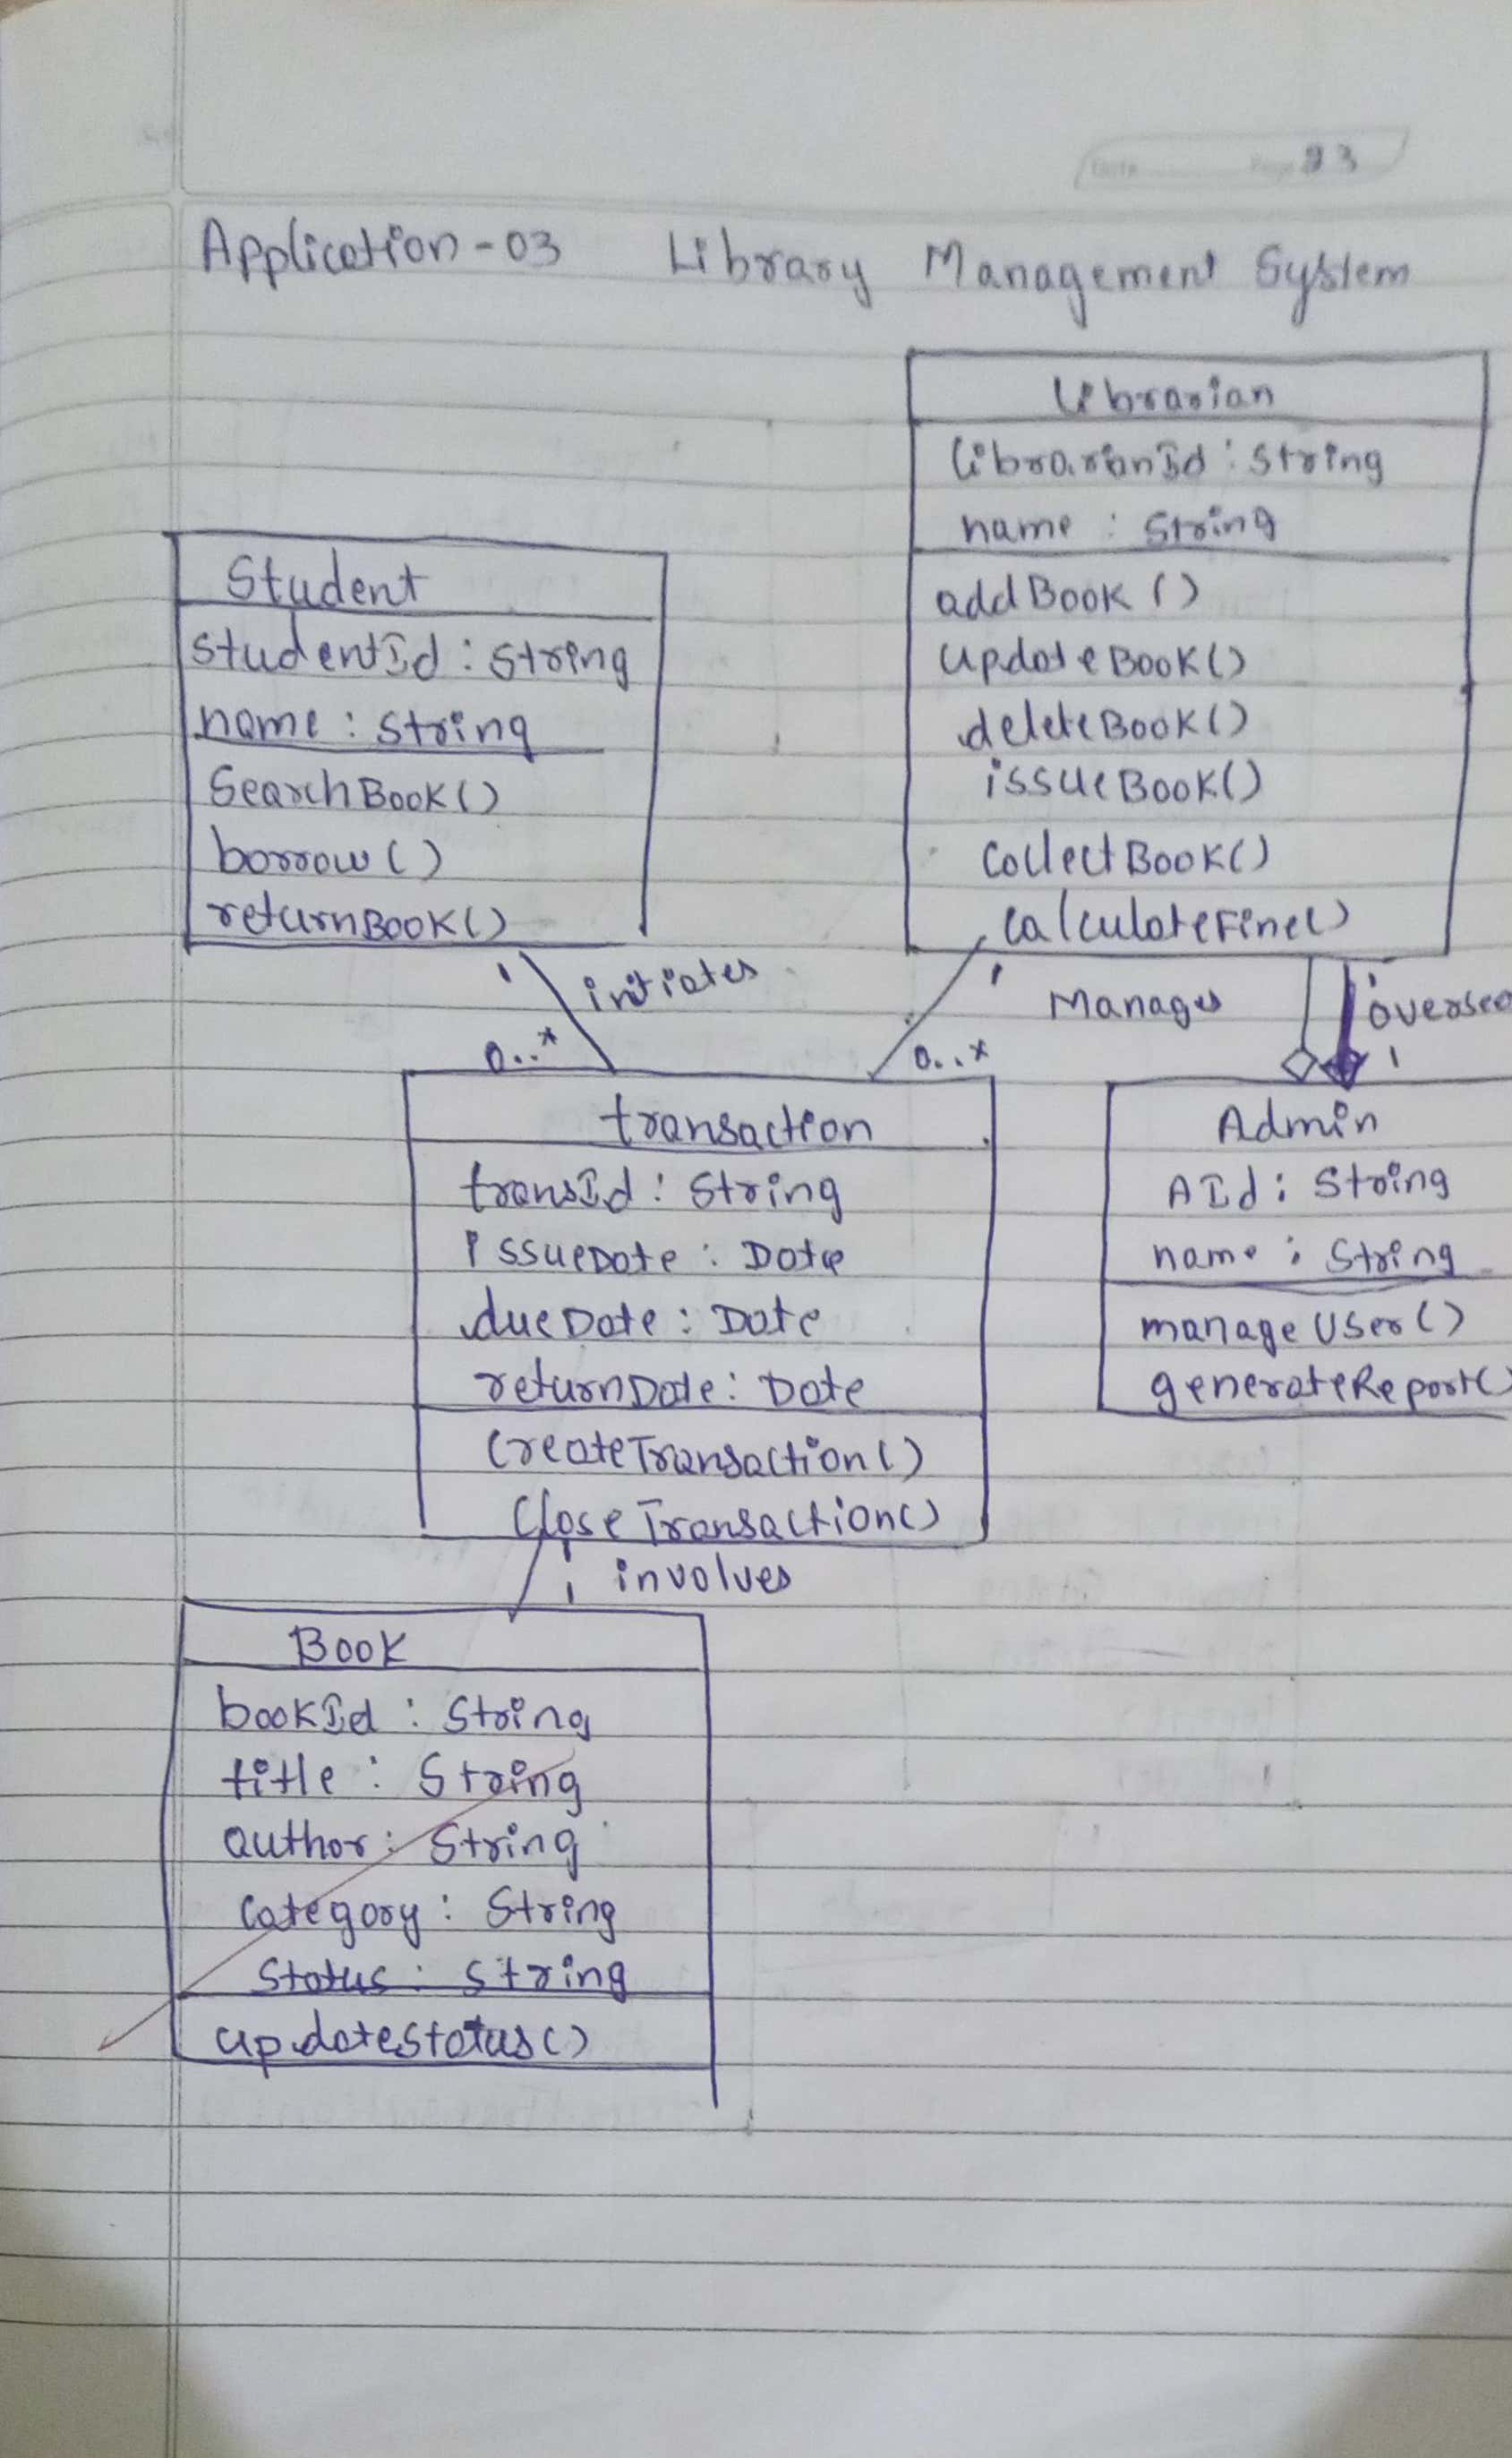 Date Page 23
Application-03 Library Management System
Librarian
librarianId : String
name : String
addBook ()
updateBook()
deleteBook()
issueBook()
collectBook()
calculateFine()
Student
studentId : String
name : String
SearchBook()
borrow ()
returnBook()
1 initiates
0..*
1 Manages
0..*
1
1
transaction
transId : String
issueDate : Date
dueDate : Date
returnDate : Date
CreateTransaction()
CloseTransaction()
Admin
AId : String
name : String
manageUser()
generateReport()
1
1 involves
Book
bookId : String
title : String
author : String
Category : String
Status : String
updateStatus()